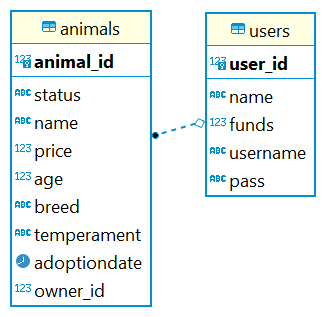 animals
123 animal_id
ABC status
ABC name
123 price
123 age
ABC breed
ABC temperament
adoptiondate
123 owner_id
users
123 user_id
ABC name
123 funds
ABC username
ABC pass